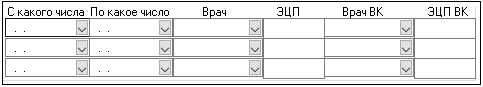 С какого числа По какое число Врач ЭЦП Врач ВК ЭЦП ВК
. . . .
. . . .
. . . .